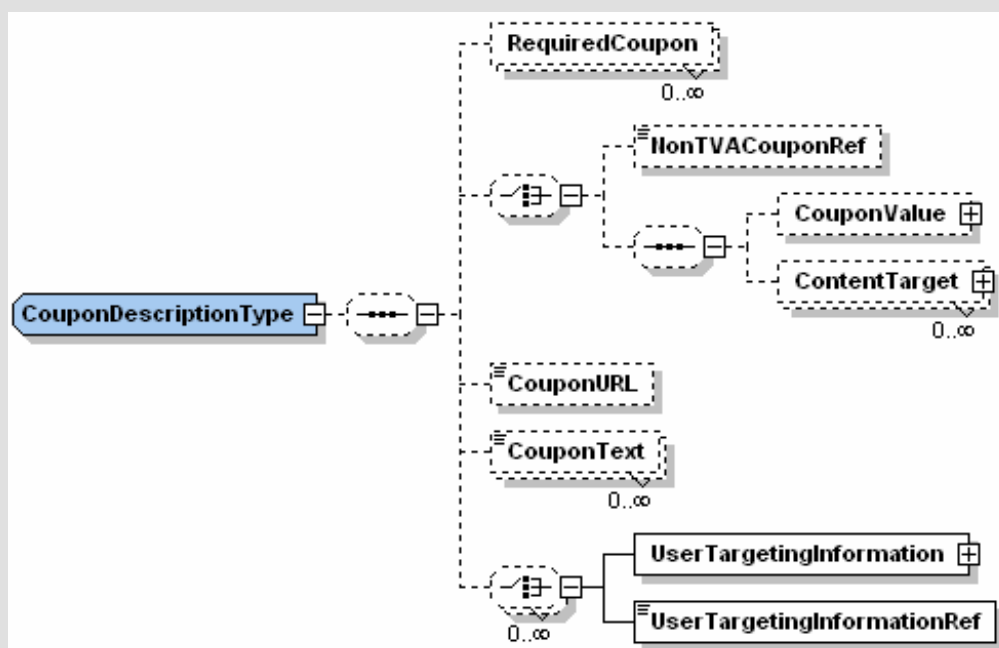 RequiredCoupon
0..∞
NonTVACouponRef
CouponValue
ContentTarget
0..∞
CouponDescriptionType
CouponURL
CouponText
0..∞
UserTargetingInformation
0..∞
UserTargetingInformationRef